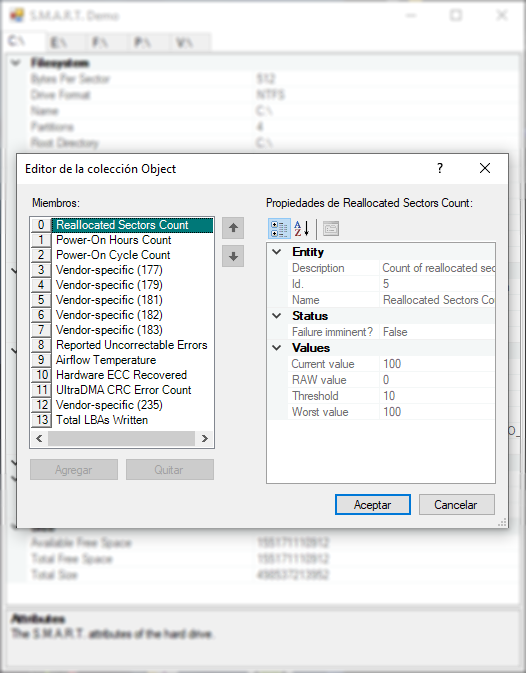 S.M.A.R.T. Demo
C:\ E:\ F:\ P:\ V:\
Filesystem
Bytes Per Sector 512
Drive Format NTFS
Name C:\
Partitions 4
Root Directory C:\
Editor de la colección Object ?
Miembros:
0 Reallocated Sectors Count
1 Power-On Hours Count
2 Power-On Cycle Count
3 Vendor-specific (177)
4 Vendor-specific (179)
5 Vendor-specific (181)
6 Vendor-specific (182)
7 Vendor-specific (183)
8 Reported Uncorrectable Errors
9 Airflow Temperature
10 Hardware ECC Recovered
11 UltraDMA CRC Error Count
12 Vendor-specific (235)
13 Total LBAs Written
Agregar Quitar
Propiedades de Reallocated Sectors Count:
Entity
Description Count of reallocated sec
Id. 5
Name Reallocated Sectors Co
Status
Failure imminent? False
Values
Current value 100
RAW value 0
Threshold 10
Worst value 100
Aceptar Cancelar
Available Free Space 155171110912
Total Free Space 155171110912
Total Size 498537213952
Attributes
The S.M.A.R.T. attributes of the hard drive.